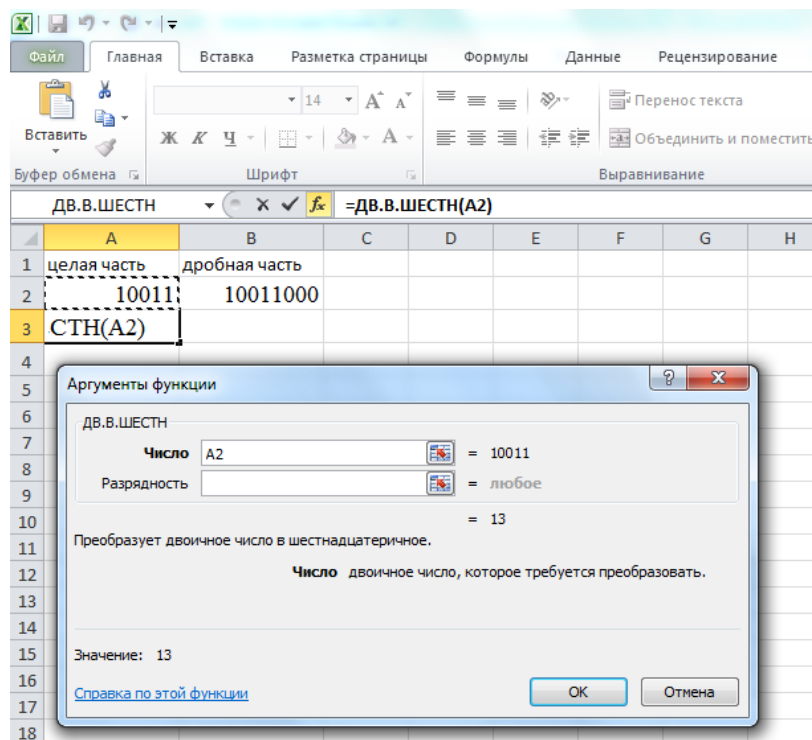 Файл Главная Вставка Разметка страницы Формулы Данные Рецензирование
14 А А Перенос текста
Вставить Ж К Ч А Объединить и поместить
Буфер обмена Шрифт Выравнивание
ДВ.В.ШЕСТН fx =ДВ.В.ШЕСТН(A2)
A B C D E F G H
1 целая часть дробная часть
2 10011 10011000
3 СТН(A2)
4
Аргументы функции
5
6 ДВ.В.ШЕСТН
7 Число A2 = 10011
8 Разрядность = любое
9
10 = 13
11 Преобразует двоичное число в шестнадцатеричное.
12 Число двоичное число, которое требуется преобразовать.
13
14
15 Значение: 13
16 Справка по этой функции OK Отмена
17
18